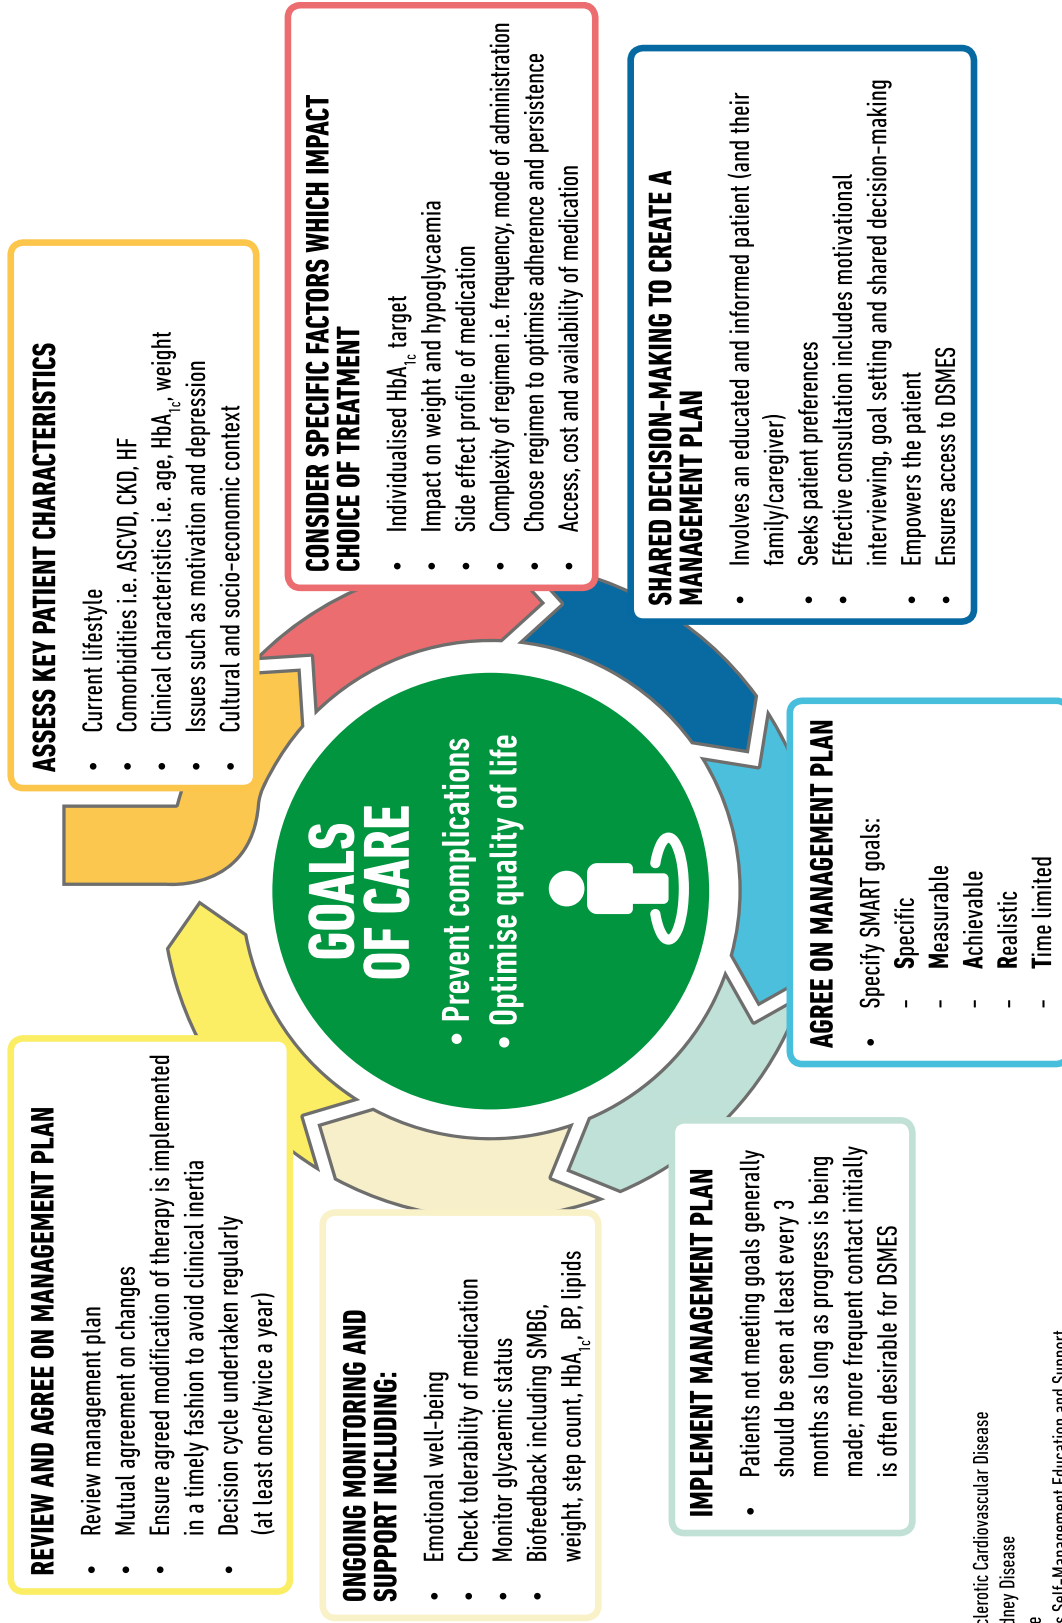 GOALS
OF CARE
• Prevent complications
• Optimise quality of life
ASSESS KEY PATIENT CHARACTERISTICS
• Current lifestyle
• Comorbidities i.e. ASCVD, CKD, HF
• Clinical characteristics i.e. age, HbA1c, weight
• Issues such as motivation and depression
• Cultural and socio-economic context
CONSIDER SPECIFIC FACTORS WHICH IMPACT
CHOICE OF TREATMENT
• Individualised HbA1c target
• Impact on weight and hypoglycaemia
• Side effect profile of medication
• Complexity of regimen i.e. frequency, mode of administration
• Choose regimen to optimise adherence and persistence
• Access, cost and availability of medication
SHARED DECISION-MAKING TO CREATE A
MANAGEMENT PLAN
• Involves an educated and informed patient (and their
family/caregiver)
• Seeks patient preferences
• Effective consultation includes motivational
interviewing, goal setting and shared decision-making
• Empowers the patient
• Ensures access to DSMES
AGREE ON MANAGEMENT PLAN
• Specify SMART goals:
- Specific
- Measurable
- Achievable
- Realistic
- Time limited
IMPLEMENT MANAGEMENT PLAN
• Patients not meeting goals generally
should be seen at least every 3
months as long as progress is being
made; more frequent contact initially
is often desirable for DSMES
ONGOING MONITORING AND
SUPPORT INCLUDING:
• Emotional well-being
• Check tolerability of medication
• Monitor glycaemic status
• Biofeedback including SMBG,
weight, step count, HbA1c, BP, lipids
REVIEW AND AGREE ON MANAGEMENT PLAN
• Review management plan
• Mutual agreement on changes
• Ensure agreed modification of therapy is implemented
in a timely fashion to avoid clinical inertia
• Decision cycle undertaken regularly
(at least once/twice a year)
clerotic Cardiovascular Disease
dney Disease
s Self-Management Education and Support